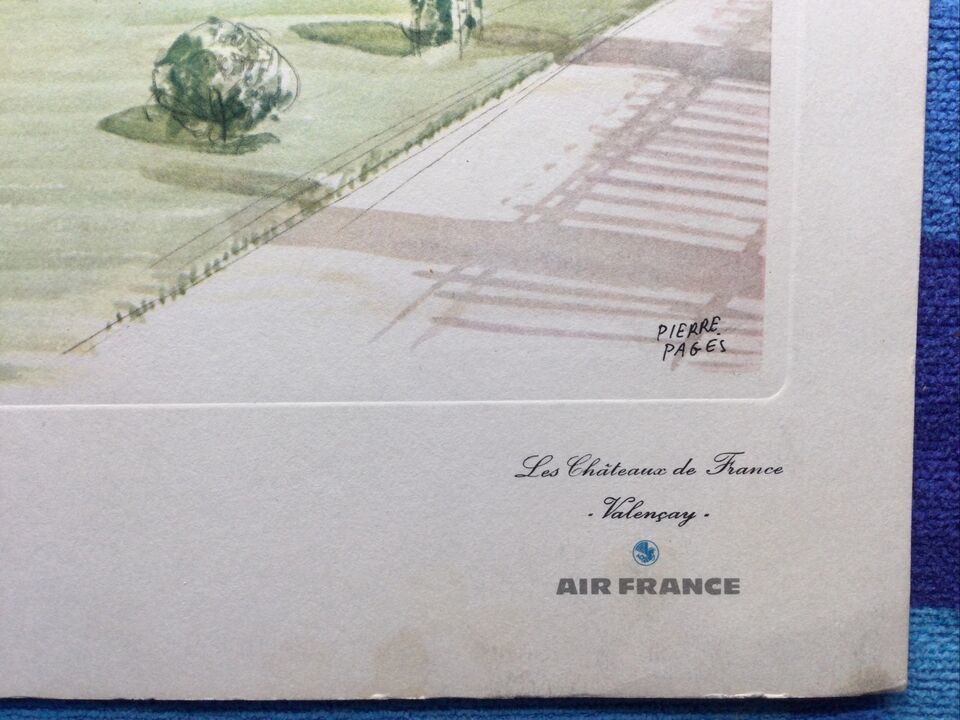 PIERRE
PAGES
Les Châteaux de France
- Valençay -
AIR FRANCE